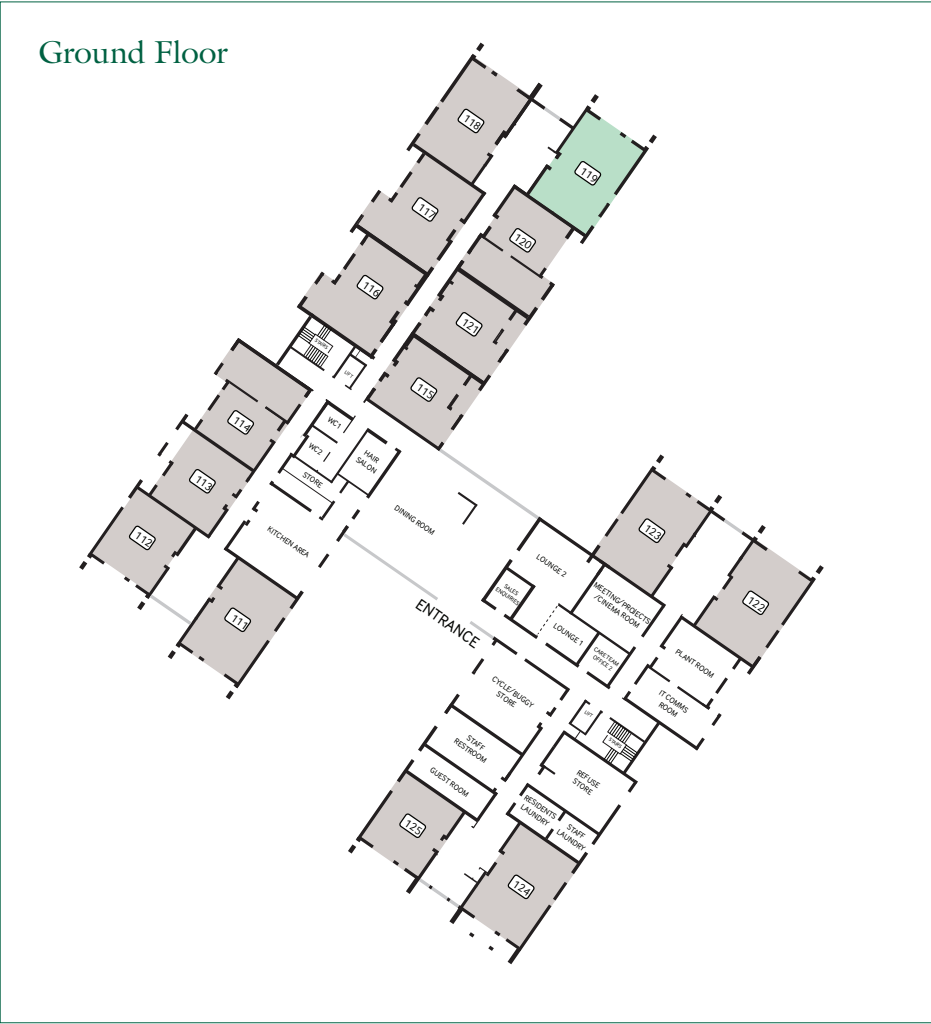 Ground Floor
118
119
117
120
116
121
STAIRS
LIFT
115
114
WC1
WC2
HAIR
SALON
113
STORE
DINING ROOM
112
KITCHEN AREA
123
LOUNGE 2
111
SALES
ENQUIRIES
MEETING/PROJECTS
/CINEMA ROOM
122
ENTRANCE
LOUNGE 1
CARE TEAM
OFFICE 2
PLANT ROOM
CYCLE/BUGGY
STORE
IT COMMS
ROOM
LIFT
STAIRS
STAFF
RESTROOM
GUEST ROOM
REFUSE
STORE
RESIDENTS
LAUNDRY
STAFF
LAUNDRY
125
124